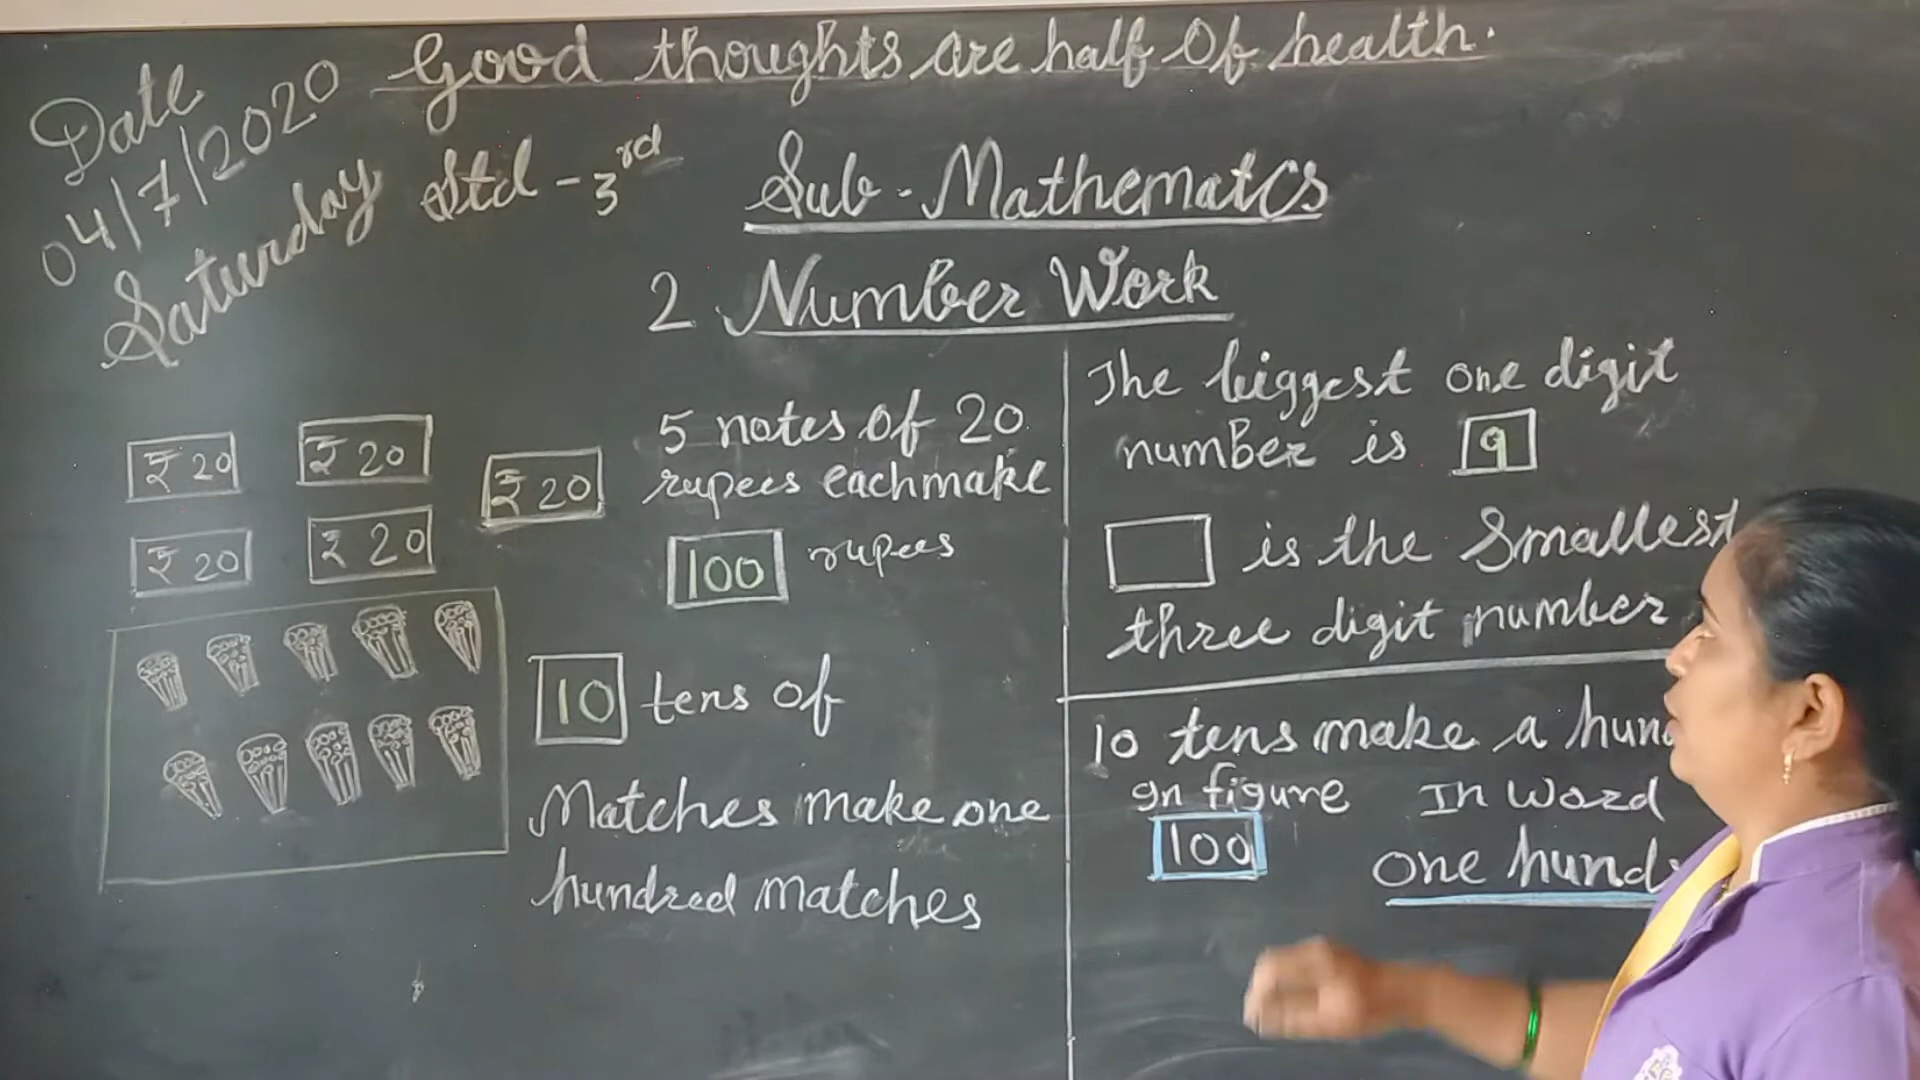 Good thoughts are half of health.
Date
04/7/2020
Saturday
Std - 3rd
Sub - Mathematcs
2 Number Work
₹ 20
₹ 20
₹ 20
₹ 20
₹ 20
5 notes of 20
rupees each make
100 rupees
10 tens of
Matches make one
hundred matches
The biggest one digit
number is 9
is the Smallest
three digit number
10 tens make a
In figure
100
In Word
one